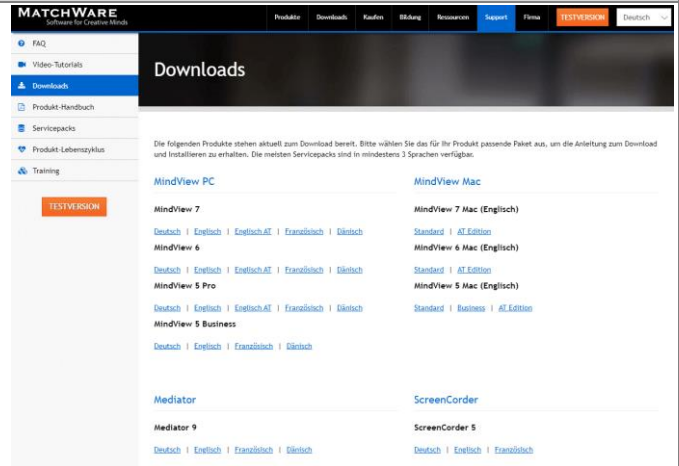 MATCHWARE
Software for Creative Minds
Produkte Downloads Kaufen Bildung Ressourcen Support Firma TESTVERSION Deutsch
FAQ
Video-Tutorials
Downloads
Produkt-Handbuch
Servicepacks
Produkt-Lebenszyklus
Training
TESTVERSION
Downloads
Die folgenden Produkte stehen aktuell zum Download bereit. Bitte wählen Sie das für Ihr Produkt passende Paket aus, um die Anleitung zum Download
und Installieren zu erhalten. Die meisten Servicepacks sind in mindestens 3 Sprachen verfügbar.
MindView PC
MindView 7
Deutsch | Englisch | Englisch AT | Französisch | Dänisch
MindView 6
Deutsch | Englisch | Englisch AT | Französisch | Dänisch
MindView 5 Pro
Deutsch | Englisch | Englisch AT | Französisch | Dänisch
MindView 5 Business
Deutsch | Englisch | Französisch | Dänisch
MindView Mac
MindView 7 Mac (Englisch)
Standard | AT Edition
MindView 6 Mac (Englisch)
Standard | AT Edition
MindView 5 Mac (Englisch)
Standard | Business | AT Edition
Mediator
Mediator 9
Deutsch | Englisch | Französisch | Dänisch
ScreenCorder
ScreenCorder 5
Deutsch | Englisch | Französisch